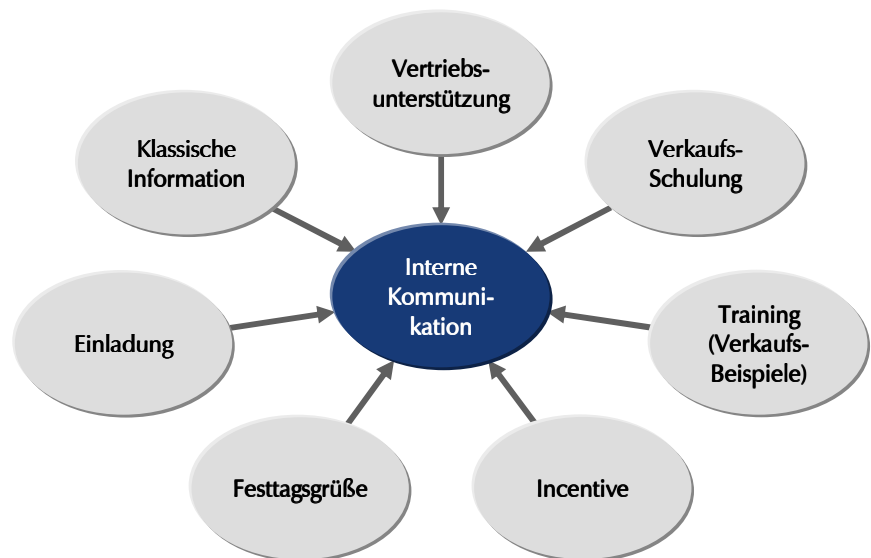 Vertriebs-
unterstützung
Klassische
Information
Verkaufs-
Schulung
Interne
Kommuni-
kation
Einladung
Training
(Verkaufs-
Beispiele)
Festtagsgrüße
Incentive